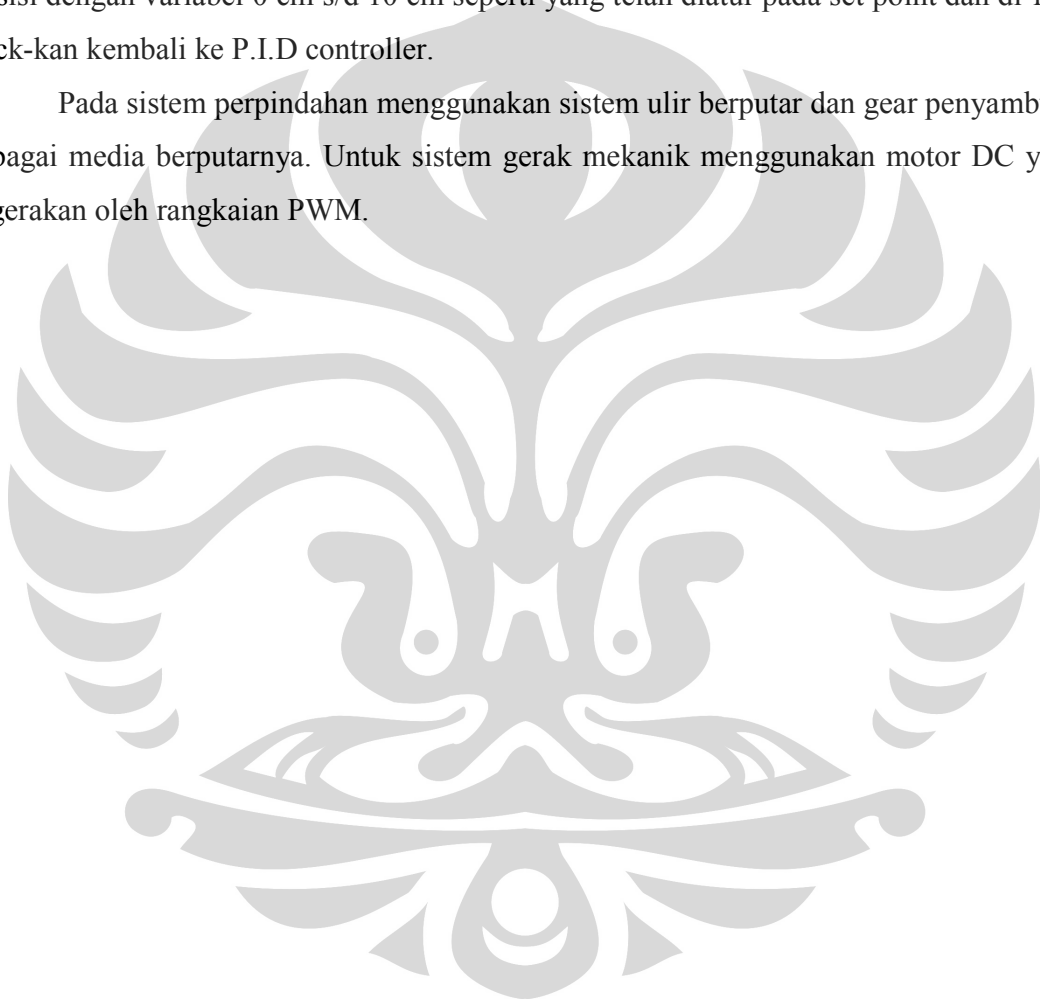 dengan variabel 0 cm s/d 10 cm seperti yang telah diatur pada set point dan di
ck-kan kembali ke P.I.D controller.
Pada sistem perpindahan menggunakan sistem ulir berputar dan gear penyamb
bagai media berputarnya. Untuk sistem gerak mekanik menggunakan motor DC y
gerakan oleh rangkaian PWM.